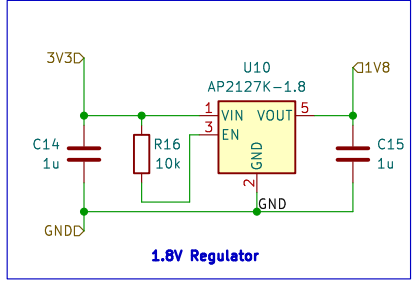 3V3
1V8
U10
AP2127K-1.8
1 VIN VOUT 5
3 EN
GND
2
C14
1u
R16
10k
C15
1u
GND
GND
1.8V Regulator